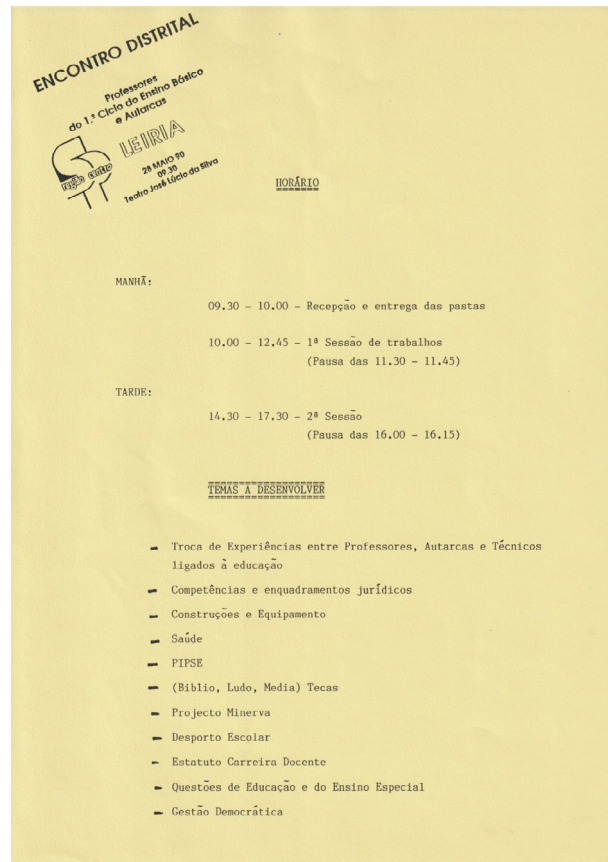 ENCONTRO DISTRITAL
Professores
do 1.º Ciclo do Ensino Básico
e Autarcas
LEIRIA
região centro
28 MAIO 90
09.30
Teatro José Lúcio da Silva
HORÁRIO
MANHÃ:
09.30 - 10.00 - Recepção e entrega das pastas
10.00 - 12.45 - 1ª Sessão de trabalhos
(Pausa das 11.30 - 11.45)
TARDE:
14.30 - 17.30 - 2ª Sessão
(Pausa das 16.00 - 16.15)
TEMAS A DESENVOLVER
- Troca de Experiências entre Professores, Autarcas e Técnicos
ligados à educação
- Competências e enquadramentos jurídicos
- Construções e Equipamento
- Saúde
- PIPSE
- (Biblio, Ludo, Media) Tecas
- Projecto Minerva
- Desporto Escolar
- Estatuto Carreira Docente
- Questões de Educação e do Ensino Especial
- Gestão Democrática